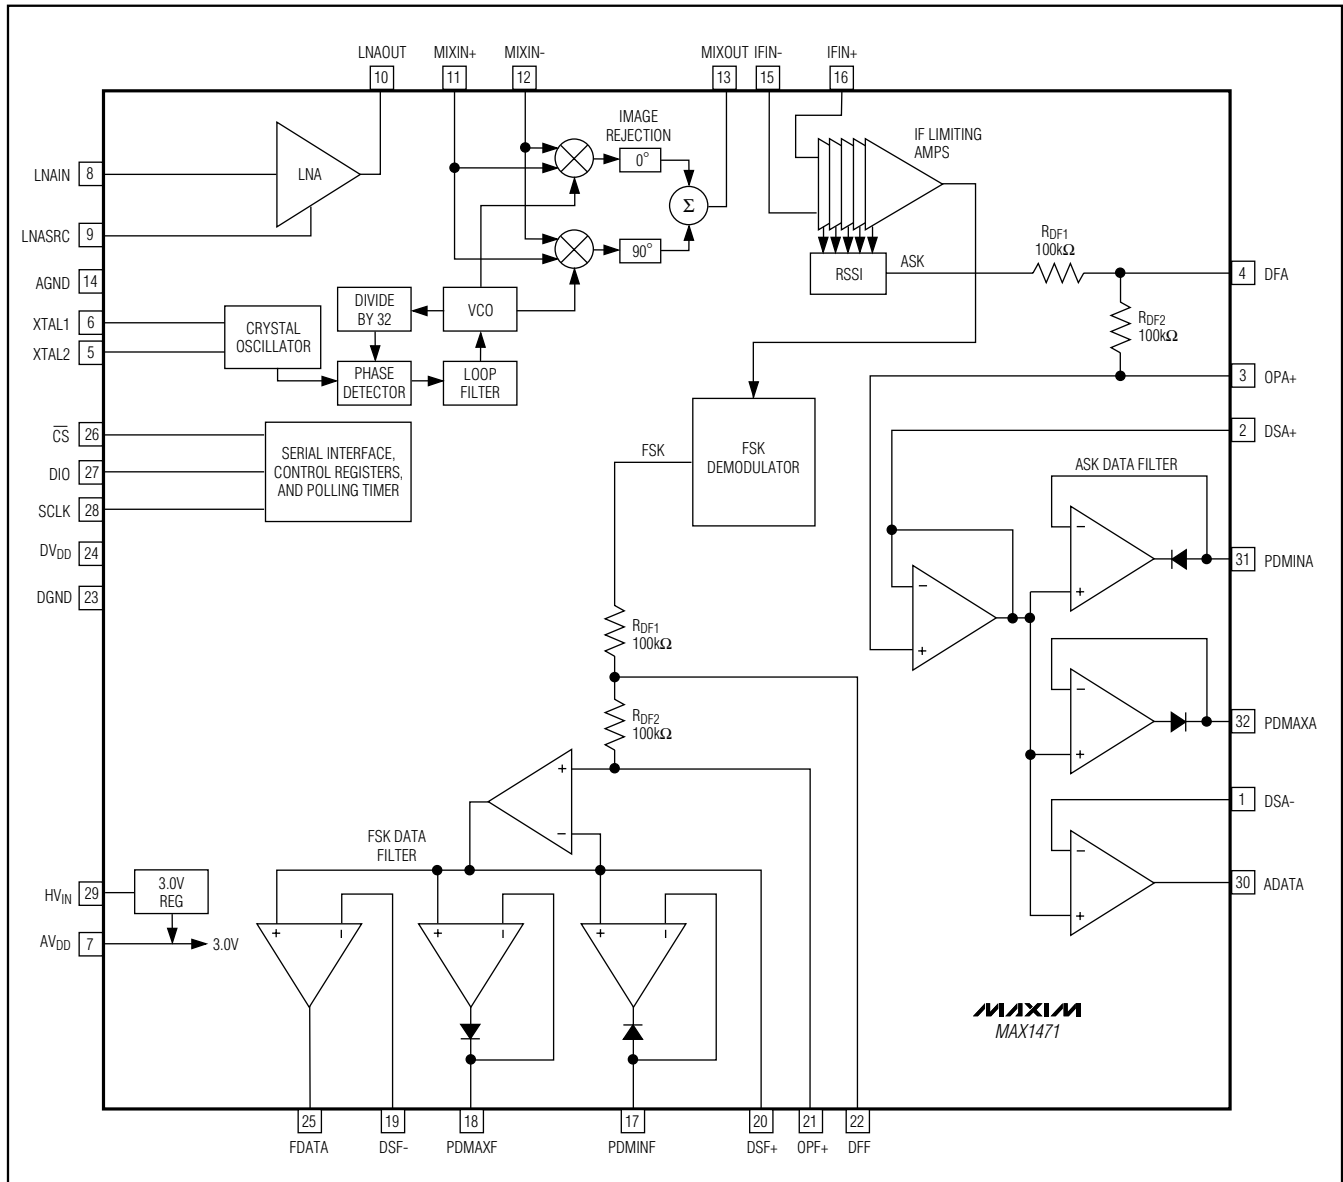 LNAOUT MIXIN+ MIXIN- MIXOUT IFIN- IFIN+
10 11 12 13 15 16
IMAGE
REJECTION
0°
90°
Σ
IF LIMITING
AMPS
LNAIN 8
LNA
LNASRC 9
AGND 14
XTAL1 6
XTAL2 5
CRYSTAL
OSCILLATOR
DIVIDE
BY 32
VCO
PHASE
DETECTOR
LOOP
FILTER
RSSI
ASK
RDF1
100kΩ
4 DFA
RDF2
100kΩ
3 OPA+
2 DSA+
CS 26
DIO 27
SCLK 28
SERIAL INTERFACE,
CONTROL REGISTERS,
AND POLLING TIMER
DVDD 24
DGND 23
FSK
FSK
DEMODULATOR
ASK DATA FILTER
-
+
-
+
31 PDMINA
-
+
32 PDMAXA
1 DSA-
-
+
30 ADATA
RDF1
100kΩ
RDF2
100kΩ
+
-
FSK DATA
FILTER
HVIN 29
3.0V
REG
AVDD 7
3.0V
+ -
+ -
+ -
MAXIM
MAX1471
25 19 18 17 20 21 22
FDATA DSF- PDMAXF PDMINF DSF+ OPF+ DFF